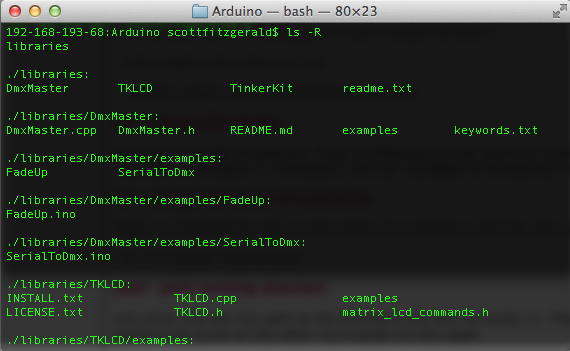 Arduino — bash — 80×23
192-168-193-68:Arduino scottfitzgerald$ ls -R
libraries
./libraries:
DmxMaster TKLCD TinkerKit readme.txt
./libraries/DmxMaster:
DmxMaster.cpp DmxMaster.h README.md examples keywords.txt
./libraries/DmxMaster/examples:
FadeUp SerialToDmx
./libraries/DmxMaster/examples/FadeUp:
FadeUp.ino
./libraries/DmxMaster/examples/SerialToDmx:
SerialToDmx.ino
./libraries/TKLCD:
INSTALL.txt TKLCD.cpp examples
LICENSE.txt TKLCD.h matrix_lcd_commands.h
./libraries/TKLCD/examples: